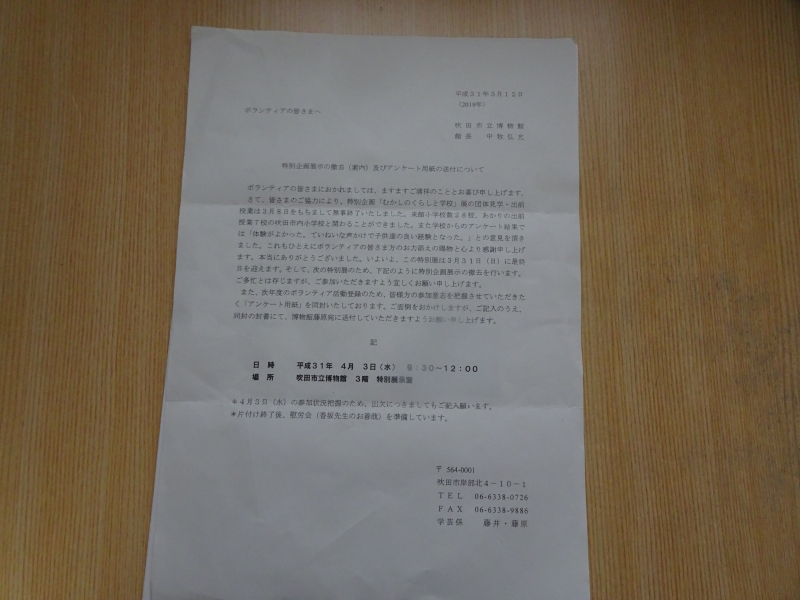 平成31年3月12日
(2019年)
ボランティアの皆さまへ
吹田市立博物館
館長 中牧弘允
特別企画展示の撤去(案内)及びアンケート用紙の送付について
ボランティアの皆さまにおかれましては、ますますご清祥のこととお喜び申し上げます。
さて、皆さまのご協力により、特別企画「むかしのくらしと学校」展の団体見学・出前
授業は3月8日をもちまして無事終了いたしました。来館小学校数28校、あかりの出前
授業7校の吹田市内小学校と関わることができました。また学校からのアンケート結果で
は「体験がよかった。ていねいな声かけで子供達の良い経験となった。」との意見を頂き
ました。これもひとえにボランティアの皆さま方のお力添えの賜物と心より感謝申し上げ
ます。本当にありがとうございました。いよいよ、この特別展は3月31日(日)に最終
日を迎えます。そして、次の特別展のため、下記のように特別企画展示の撤去を行います。
ご多忙とは存じますが、ご参加いただきますよう宜しくお願い申し上げます。
また、次年度のボランティア活動登録のため、皆様方の参加意志を把握させていただきた
く「アンケート用紙」を同封いたしております。ご面倒をおかけしますが、ご記入のうえ、
同封の封書にて、博物館藤原宛に送付していただきますようお願い申し上げます。
記
日時 平成31年 4月 3日(水) 9:30~12:00
場所 吹田市立博物館 3階 特別展示室
*4月3日(水)の参加状況把握のため、出欠につきましてもご記入願います。
*片付け終了後、慰労会(香坂先生のお善哉)を準備しています。
〒 564-0001
吹田市岸部北4-10-1
TEL 06-6338-0726
FAX 06-6338-9886
学芸係 藤井・藤原